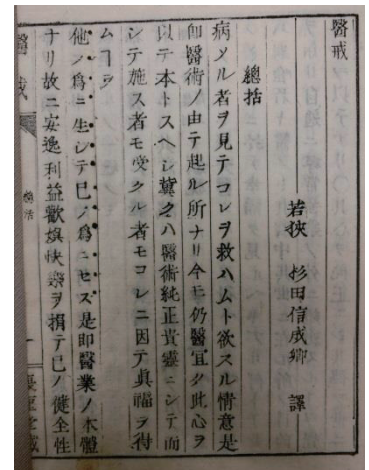 醫戒
若狹 杉田信成卿 譯
總括
病メル者ヲ見テコレヲ救ハムト欲スル情意是
即醫術ノ由テ起ル所ナリ今モ仍醫宜ク此心ヲ
以テ本トスヘシ冀クハ醫術純正貴靈ニシテ而
シテ施ス者モ受クル者モコレニ因テ眞福ヲ得
ムヿヲ
他ノ爲ニ生シテ己ノ爲ニセズ是即醫業ノ本體
ナリ故ニ安逸利益歡娯快樂ヲ捐テ己ノ健全性
醫戒
總括